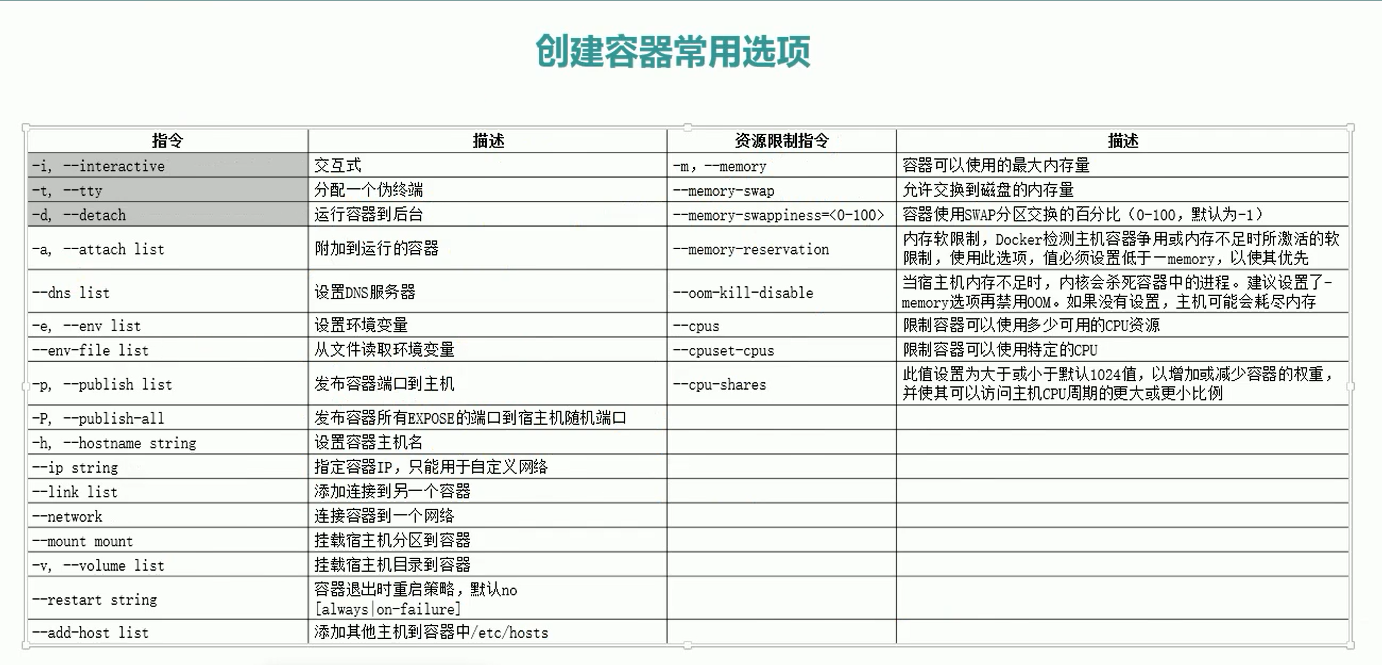 创建容器常用选项
指令 描述 资源限制指令 描述
-i, --interactive 交互式 -m，--memory 容器可以使用的最大内存量
-t, --tty 分配一个伪终端 --memory-swap 允许交换到磁盘的内存量
-d, --detach 运行容器到后台 --memory-swappiness=<0-100> 容器使用SWAP分区交换的百分比（0-100，默认为-1）
-a, --attach list 附加到运行的容器 --memory-reservation 内存软限制，Docker检测主机容器争用或内存不足时所激活的软
限制，使用此选项，值必须设置低于—memory，以使其优先
--dns list 设置DNS服务器 --oom-kill-disable 当宿主机内存不足时，内核会杀死容器中的进程。建议设置了-
memory选项再禁用OOM。如果没有设置，主机可能会耗尽内存
-e, --env list 设置环境变量 --cpus 限制容器可以使用多少可用的CPU资源
--env-file list 从文件读取环境变量 --cpuset-cpus 限制容器可以使用特定的CPU
-p, --publish list 发布容器端口到主机 --cpu-shares 此值设置为大于或小于默认1024值，以增加或减少容器的权重，
并使其可以访问主机CPU周期的更大或更小比例
-P, --publish-all 发布容器所有EXPOSE的端口到宿主机随机端口
-h, --hostname string 设置容器主机名
--ip string 指定容器IP，只能用于自定义网络
--link list 添加连接到另一个容器
--network 连接容器到一个网络
--mount mount 挂载宿主机分区到容器
-v, --volume list 挂载宿主机目录到容器
--restart string 容器退出时重启策略，默认no
[always|on-failure]
--add-host list 添加其他主机到容器中/etc/hosts